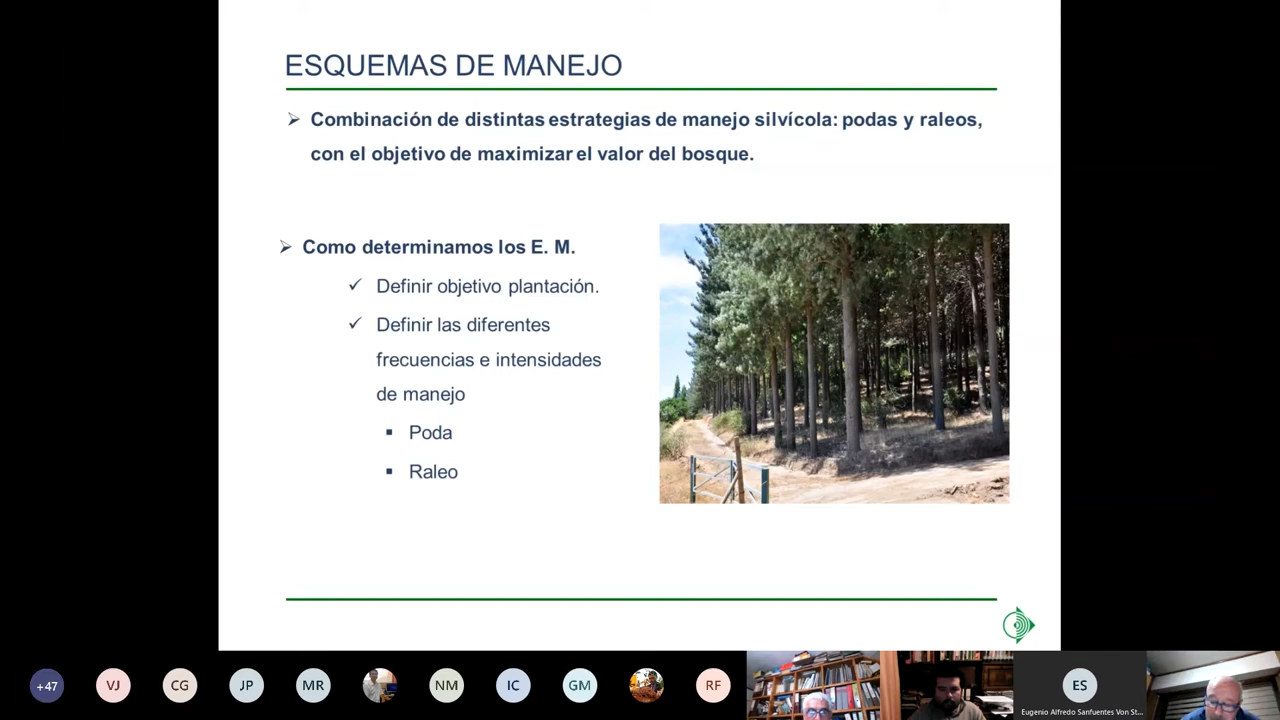 ESQUEMAS DE MANEJO
Combinación de distintas estrategias de manejo silvícola: podas y raleos,
con el objetivo de maximizar el valor del bosque.
Como determinamos los E. M.
Definir objetivo plantación.
Definir las diferentes
frecuencias e intensidades
de manejo
Poda
Raleo
+47
VJ
CG
JP
MR
NM
IC
GM
RF
ES
Eugenio Alfredo Sanfuentes Von St...